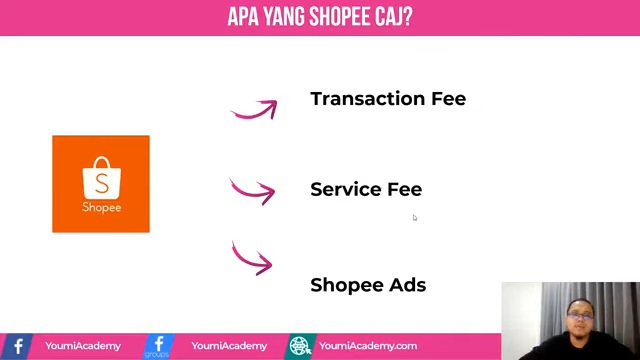 APA YANG SHOPEE CAJ?
Transaction Fee
S
Shopee
Service Fee
Shopee Ads
f
YoumiAcademy
f
groups
YoumiAcademy
YoumiAcademy.com